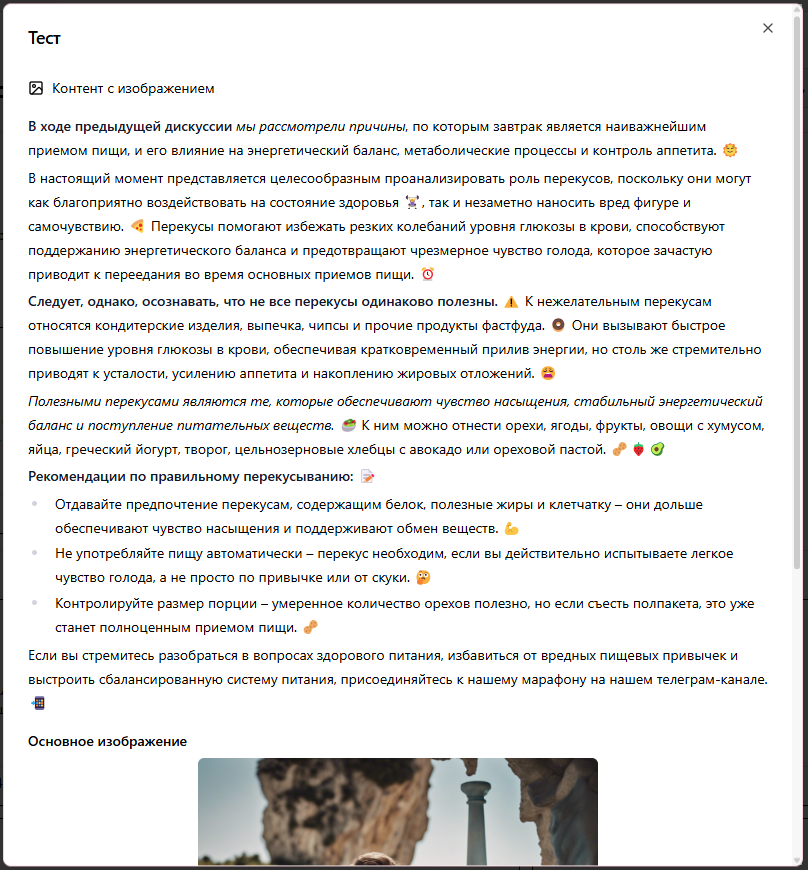 Тест
Контент с изображением
В ходе предыдущей дискуссии мы рассмотрели причины, по которым завтрак является наиважнейшим
приемом пищи, и его влияние на энергетический баланс, метаболические процессы и контроль аппетита. 🌞
В настоящий момент представляется целесообразным проанализировать роль перекусов, поскольку они могут
как благоприятно воздействовать на состояние здоровья 🏋️‍♀️, так и незаметно наносить вред фигуре и
самочувствию. 🍕 Перекусы помогают избежать резких колебаний уровня глюкозы в крови, способствуют
поддержанию энергетического баланса и предотвращают чрезмерное чувство голода, которое зачастую
приводит к переедания во время основных приемов пищи. ⏰
Следует, однако, осознавать, что не все перекусы одинаково полезны. ⚠️ К нежелательным перекусам
относятся кондитерские изделия, выпечка, чипсы и прочие продукты фастфуда. 🍩 Они вызывают быстрое
повышение уровня глюкозы в крови, обеспечивая кратковременный прилив энергии, но столь же стремительно
приводят к усталости, усилению аппетита и накоплению жировых отложений. 😩
Полезными перекусами являются те, которые обеспечивают чувство насыщения, стабильный энергетический
баланс и поступление питательных веществ. 🥗 К ним можно отнести орехи, ягоды, фрукты, овощи с хумусом,
яйца, греческий йогурт, творог, цельнозерновые хлебцы с авокадо или ореховой пастой. 🥜 🍓 🥑
Рекомендации по правильному перекусыванию: 📝
Отдавайте предпочтение перекусам, содержащим белок, полезные жиры и клетчатку – они дольше
обеспечивают чувство насыщения и поддерживают обмен веществ. 💪
Не употребляйте пищу автоматически – перекус необходим, если вы действительно испытываете легкое
чувство голода, а не просто по привычке или от скуки. 🤔
Контролируйте размер порции – умеренное количество орехов полезно, но если съесть полпакета, это уже
станет полноценным приемом пищи. 🥜
Если вы стремитесь разобраться в вопросах здорового питания, избавиться от вредных пищевых привычек и
выстроить сбалансированную систему питания, присоединяйтесь к нашему марафону на нашем телеграм-канале.
📲
Основное изображение